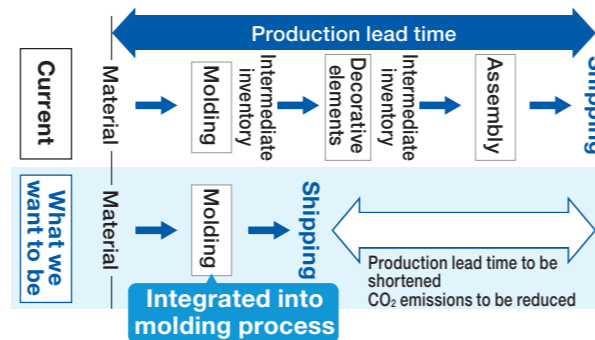 Production lead time
Current
Material
Molding
Intermediate
inventory
Decorative
elements
Intermediate
inventory
Assembly
Shipping
What we
want to be
Material
Molding
Shipping
Integrated into
molding process
Production lead time to be
shortened
CO₂ emissions to be reduced